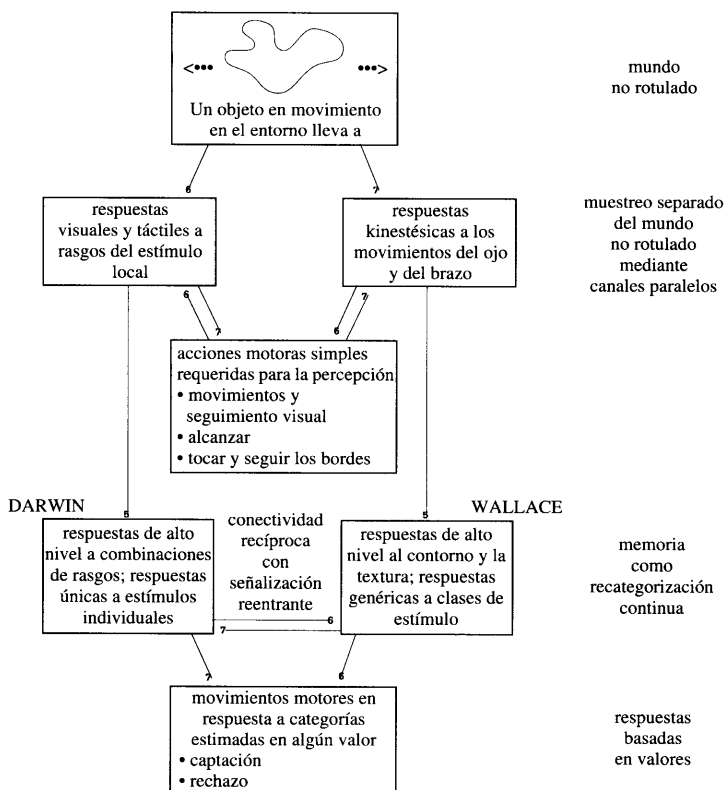 <•••
•••>
Un objeto en movimiento
en el entorno lleva a
mundo
no rotulado
6
7
respuestas
visuales y táctiles a
rasgos del estímulo
local
respuestas
kinestésicas a los
movimientos del ojo
y del brazo
muestreo separado
del mundo
no rotulado
mediante
canales paralelos
6
7
6
7
acciones motoras simples
requeridas para la percepción
• movimientos y
seguimiento visual
• alcanzar
• tocar y seguir los bordes
DARWIN
5
5
WALLACE
respuestas de alto
nivel a combinaciones
de rasgos; respuestas
únicas a estímulos
individuales
conectividad
recíproca
con
señalización
reentrante
6
7
respuestas de alto
nivel al contorno y la
textura; respuestas
genéricas a clases de
estímulo
memoria
como
recategorización
continua
7
6
movimientos motores en
respuesta a categorías
estimadas en algún valor
• captación
• rechazo
respuestas
basadas
en valores